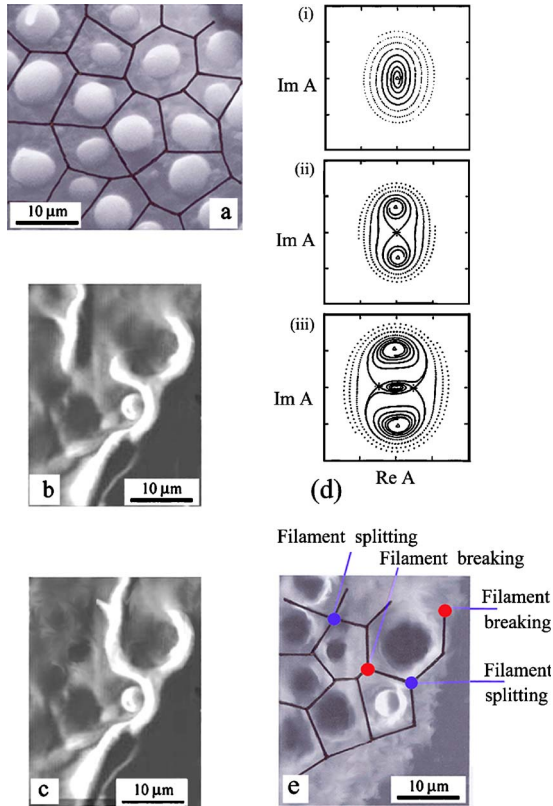 10 µm
a
b
10 µm
c
10 µm
(i)
Im A
(ii)
Im A
(iii)
Im A
Re A
(d)
Filament splitting
Filament breaking
Filament
breaking
Filament
splitting
10 µm
e